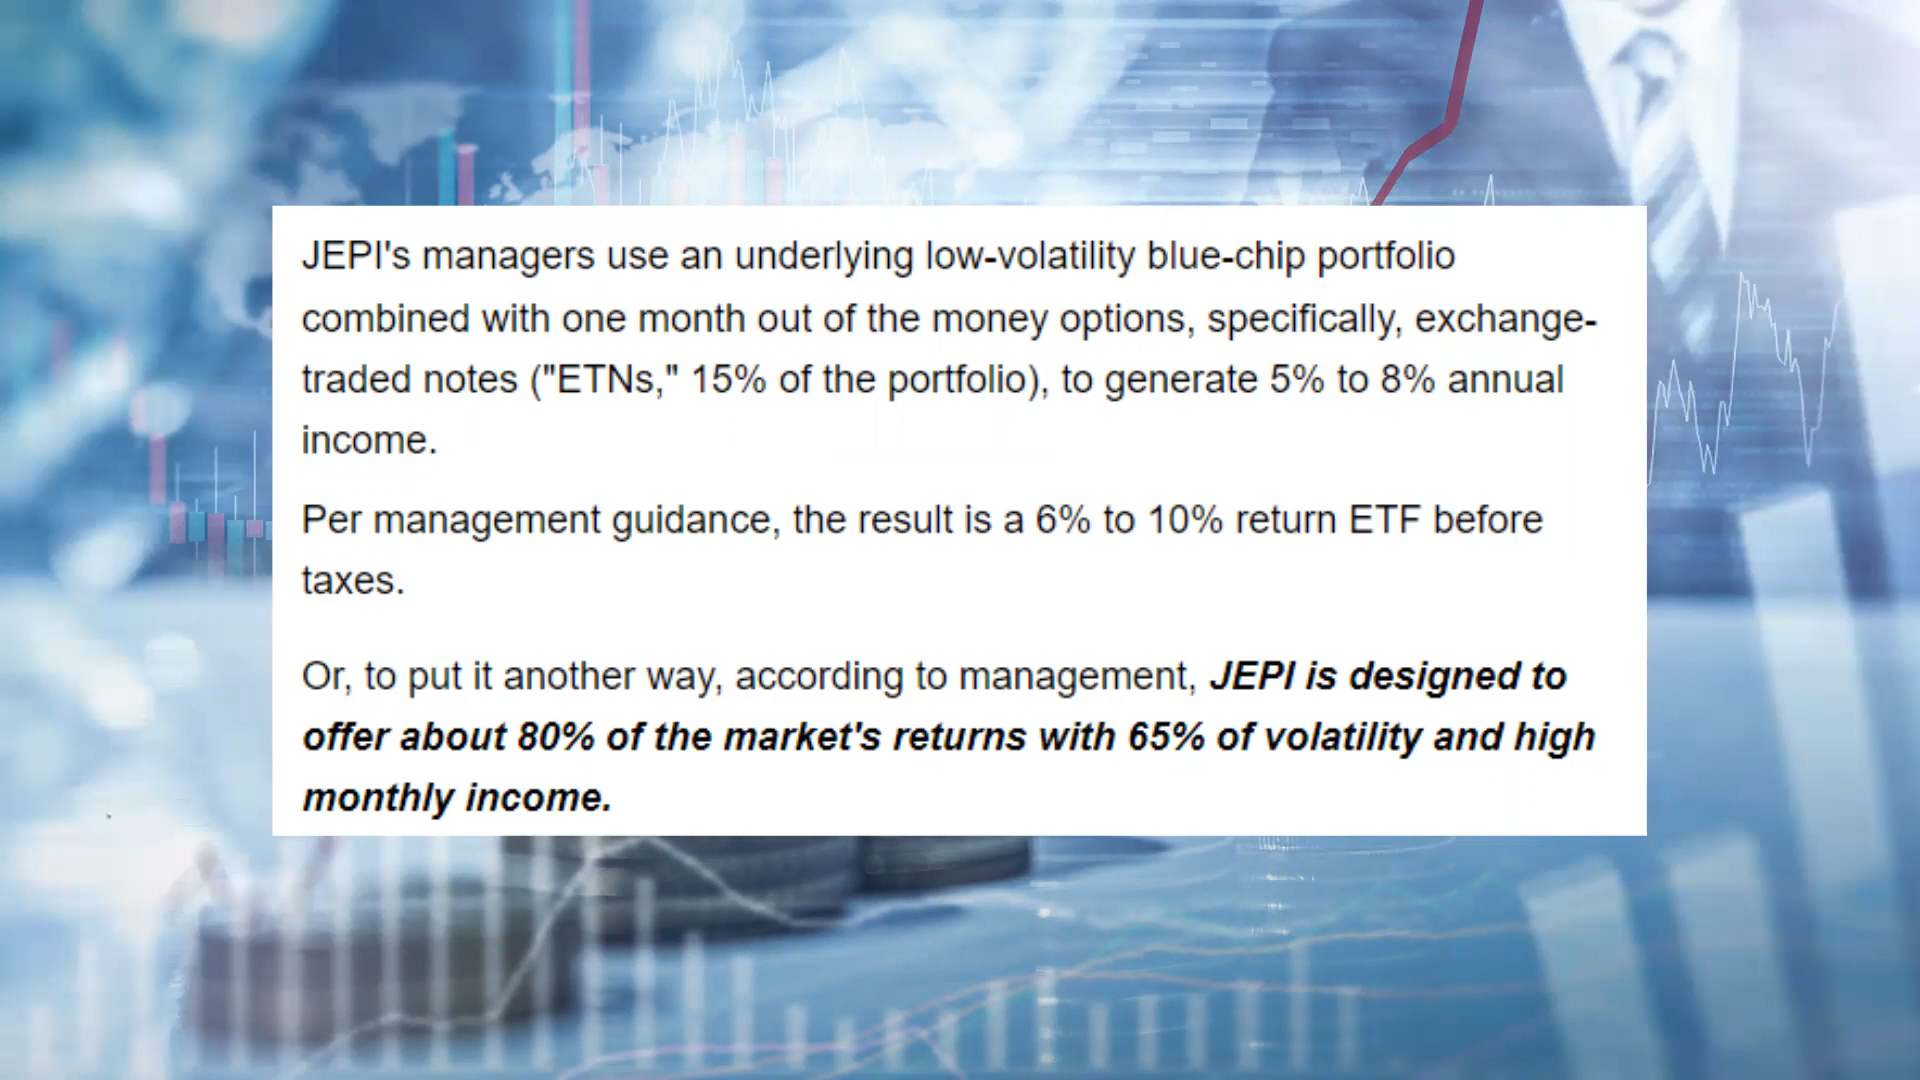 JEPI's managers use an underlying low-volatility blue-chip portfolio
combined with one month out of the money options, specifically, exchange-
traded notes ("ETNs," 15% of the portfolio), to generate 5% to 8% annual
income.
Per management guidance, the result is a 6% to 10% return ETF before
taxes.
Or, to put it another way, according to management, JEPI is designed to
offer about 80% of the market's returns with 65% of volatility and high
monthly income.